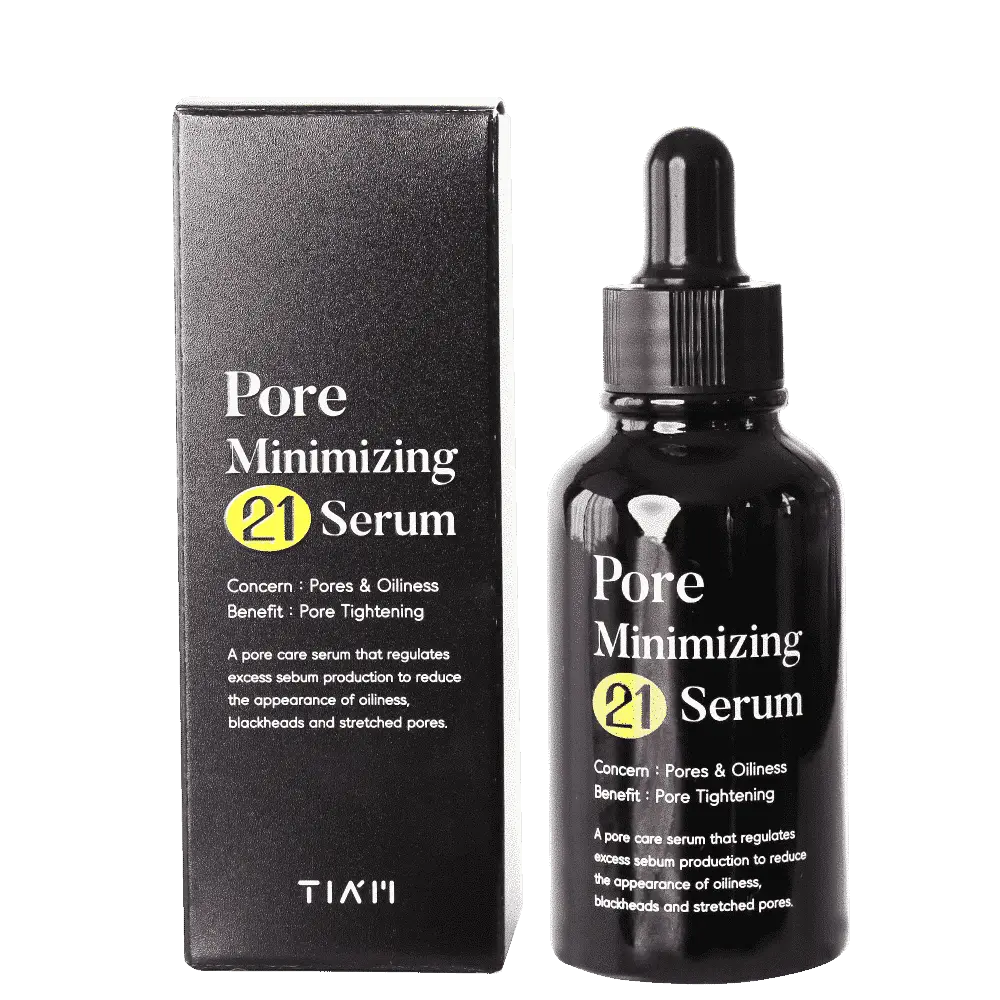 Pore
Minimizing
21 Serum
Concern : Pores & Oiliness
Benefit : Pore Tightening
A pore care serum that regulates
excess sebum production to reduce
the appearance of oiliness,
blackheads and stretched pores.
TIA'M
Pore
Minimizing
21 Serum
Concern : Pores & Oiliness
Benefit : Pore Tightening
A pore care serum that regulates
excess sebum production to reduce
the appearance of oiliness,
blackheads and stretched pores.